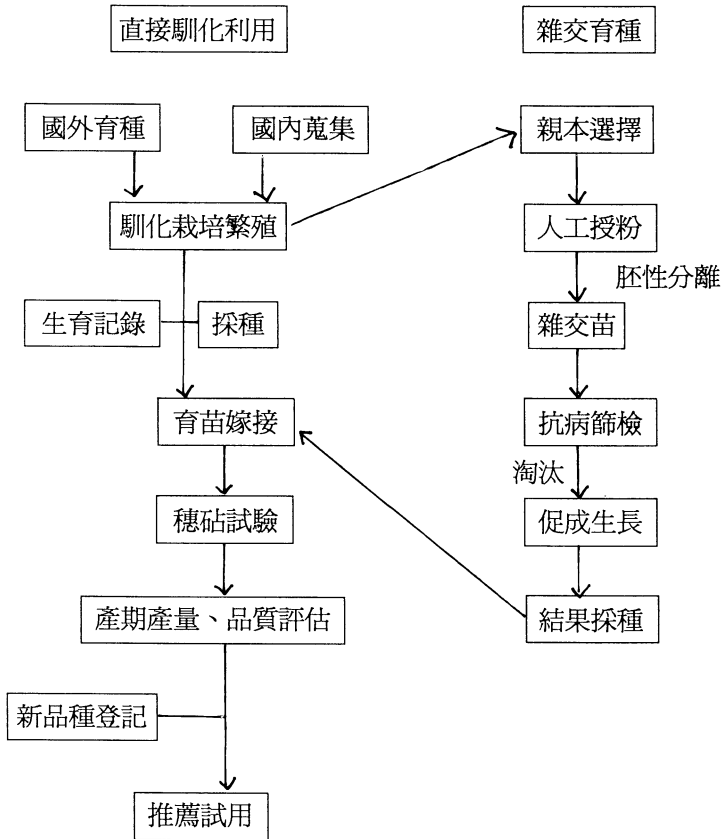 直接馴化利用
雜交育種
國外育種
國內蒐集
親本選擇
馴化栽培繁殖
人工授粉
胚性分離
生育記錄
採種
雜交苗
育苗嫁接
抗病篩檢
淘汰
穗砧試驗
促成生長
產期產量、品質評估
結果採種
新品種登記
推薦試用